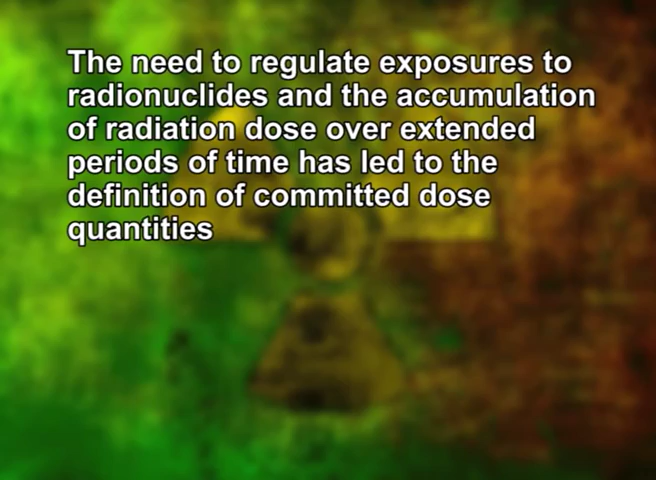 The need to regulate exposures to
radionuclides and the accumulation
of radiation dose over extended
periods of time has led to the
definition of committed dose
quantities